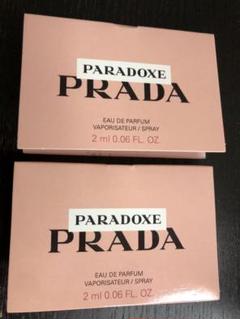 PARADOXE
PRADA
EAU DE PARFUM
VAPORISATEUR / SPRAY
2 ml 0.06 FL. OZ.
PARADOXE
PRADA
EAU DE PARFUM
VAPORISATEUR / SPRAY
2 ml 0.06 FL. OZ.